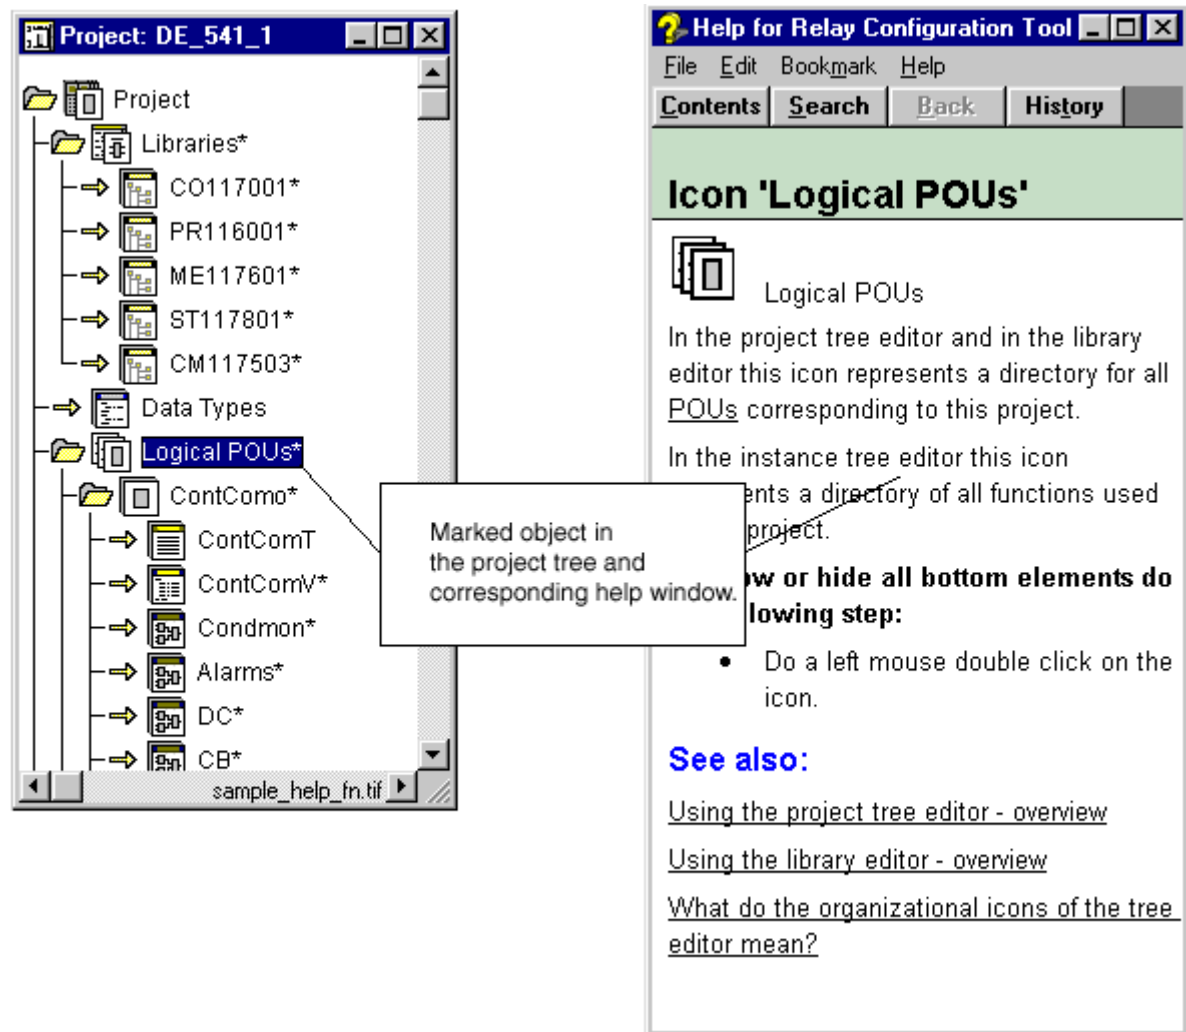 Project: DE_541_1
Project
Libraries*
CO117001*
PR116001*
ME117601*
ST117801*
CM117503*
Data Types
Logical POUs*
ContComo*
ContComT
ContComV*
Condmon*
Alarms*
DC*
CB*
sample_help_fn.tif
Marked object in
the project tree and
corresponding help window.
Help for Relay Configuration Tool
File Edit Bookmark Help
Contents Search Back History
Icon 'Logical POUs'
Logical POUs
In the project tree editor and in the library
editor this icon represents a directory for all
POUs corresponding to this project.
In the instance tree editor this icon
ents a directory of all functions used
project.
ow or hide all bottom elements do
lowing step:
• Do a left mouse double click on the
icon.
See also:
Using the project tree editor - overview
Using the library editor - overview
What do the organizational icons of the tree
editor mean?